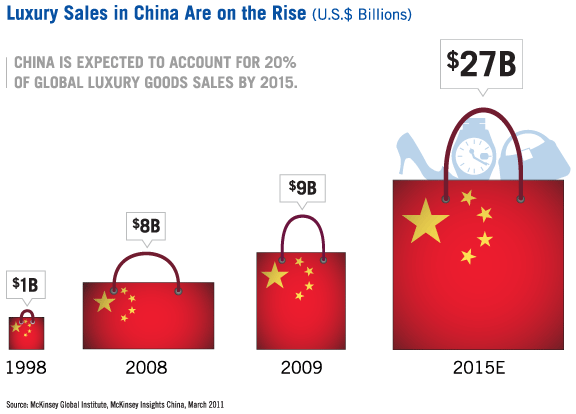 Luxury Sales in China Are on the Rise (U.S.$ Billions)
CHINA IS EXPECTED TO ACCOUNT FOR 20%
OF GLOBAL LUXURY GOODS SALES BY 2015.
$27B
$9B
$8B
$1B
1998 2008 2009 2015E
Source: McKinsey Global Institute, McKinsey Insights China, March 2011